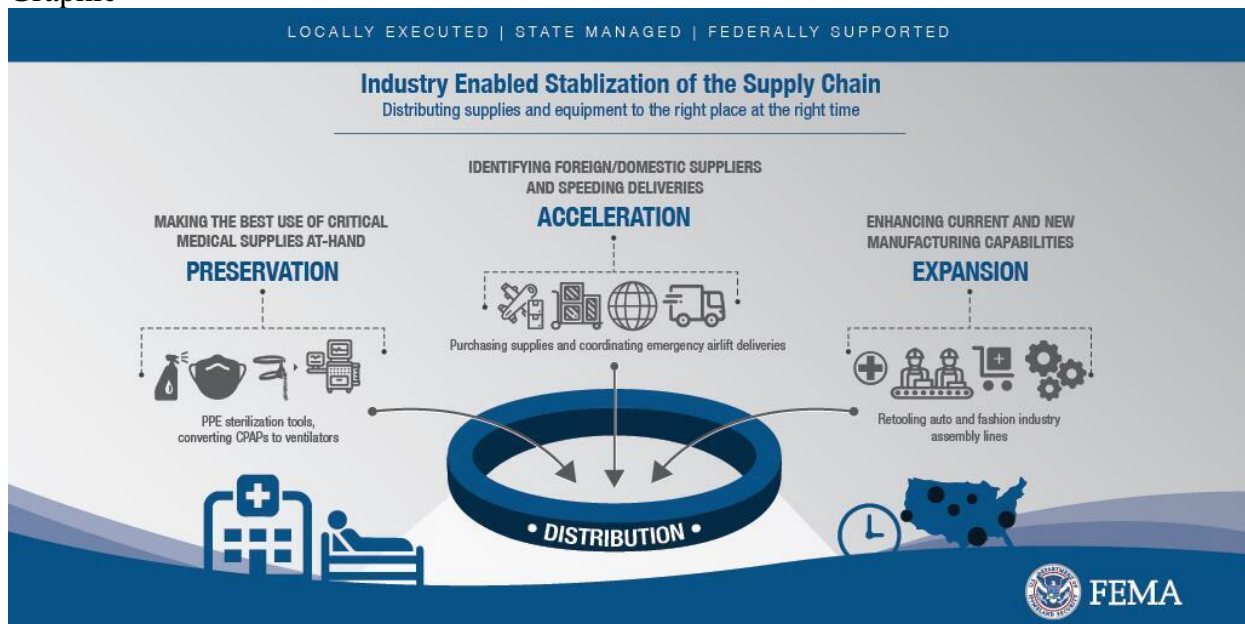 LOCALLY EXECUTED | STATE MANAGED | FEDERALLY SUPPORTED
Industry Enabled Stablization of the Supply Chain
Distributing supplies and equipment to the right place at the right time
MAKING THE BEST USE OF CRITICAL
MEDICAL SUPPLIES AT-HAND
PRESERVATION
PPE sterilization tools,
converting CPAPs to ventilators
IDENTIFYING FOREIGN/DOMESTIC SUPPLIERS
AND SPEEDING DELIVERIES
ACCELERATION
Purchasing supplies and coordinating emergency airlift deliveries
ENHANCING CURRENT AND NEW
MANUFACTURING CAPABILITIES
EXPANSION
Retooling auto and fashion industry
assembly lines
• DISTRIBUTION •
FEMA